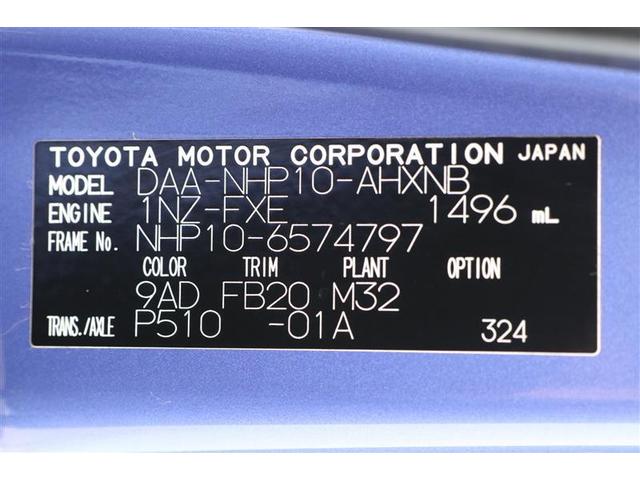 TOYOTA MOTOR CORPORATION JAPAN
MODEL DAA-NHP10-AHXNB
ENGINE 1NZ-FXE 1496 mL
FRAME No. NHP10-6574797
COLOR TRIM PLANT OPTION
9AD FB20 M32
TRANS./AXLE P510 -01A 324